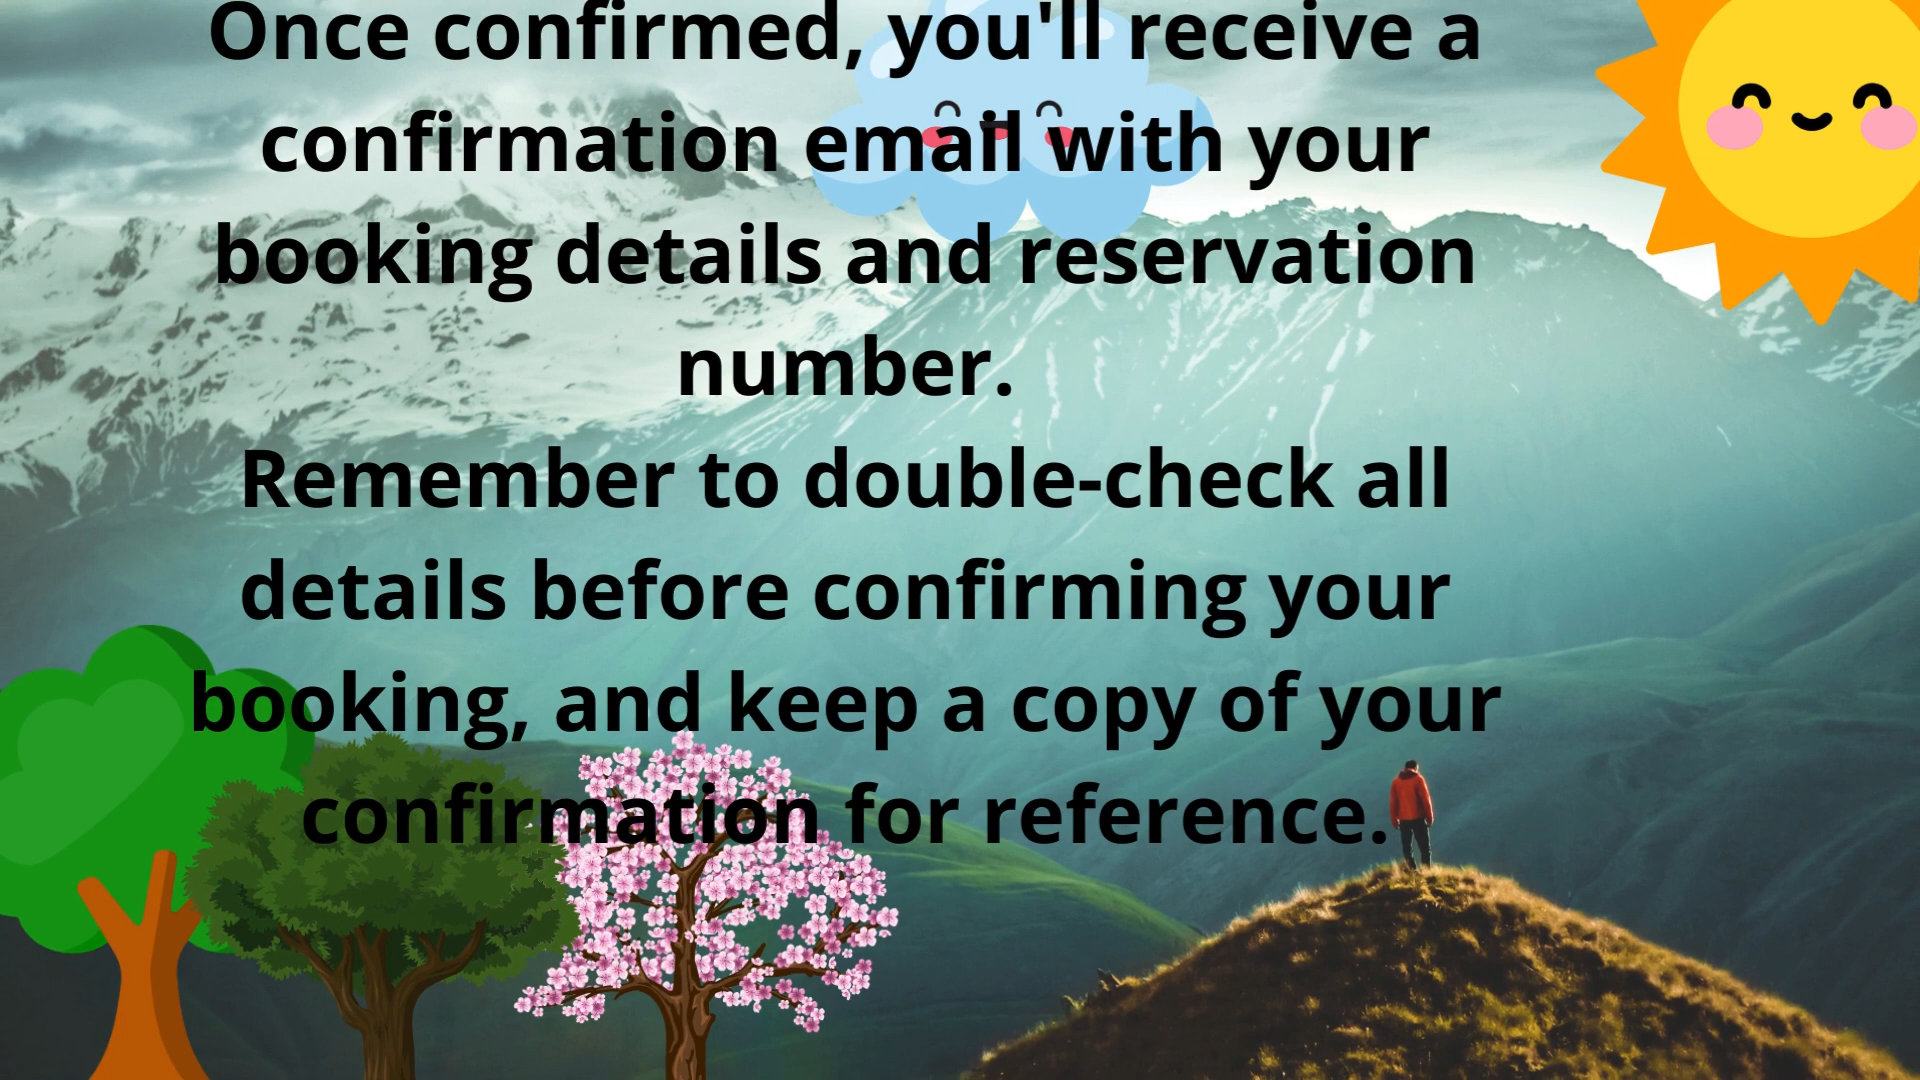 Once confirmed, you'll receive a
confirmation email with your
booking details and reservation
number.
Remember to double-check all
details before confirming your
booking, and keep a copy of your
confirmation for reference.